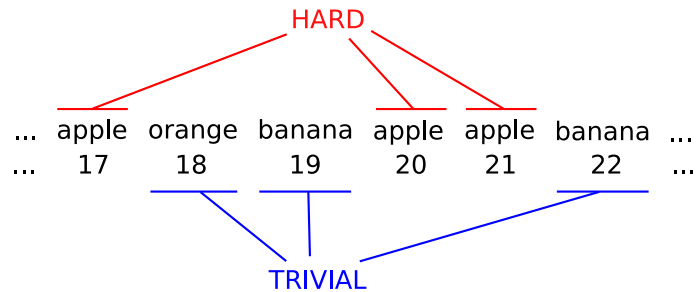 HARD
... apple orange banana apple apple banana ...
... 17 18 19 20 21 22 ...
TRIVIAL